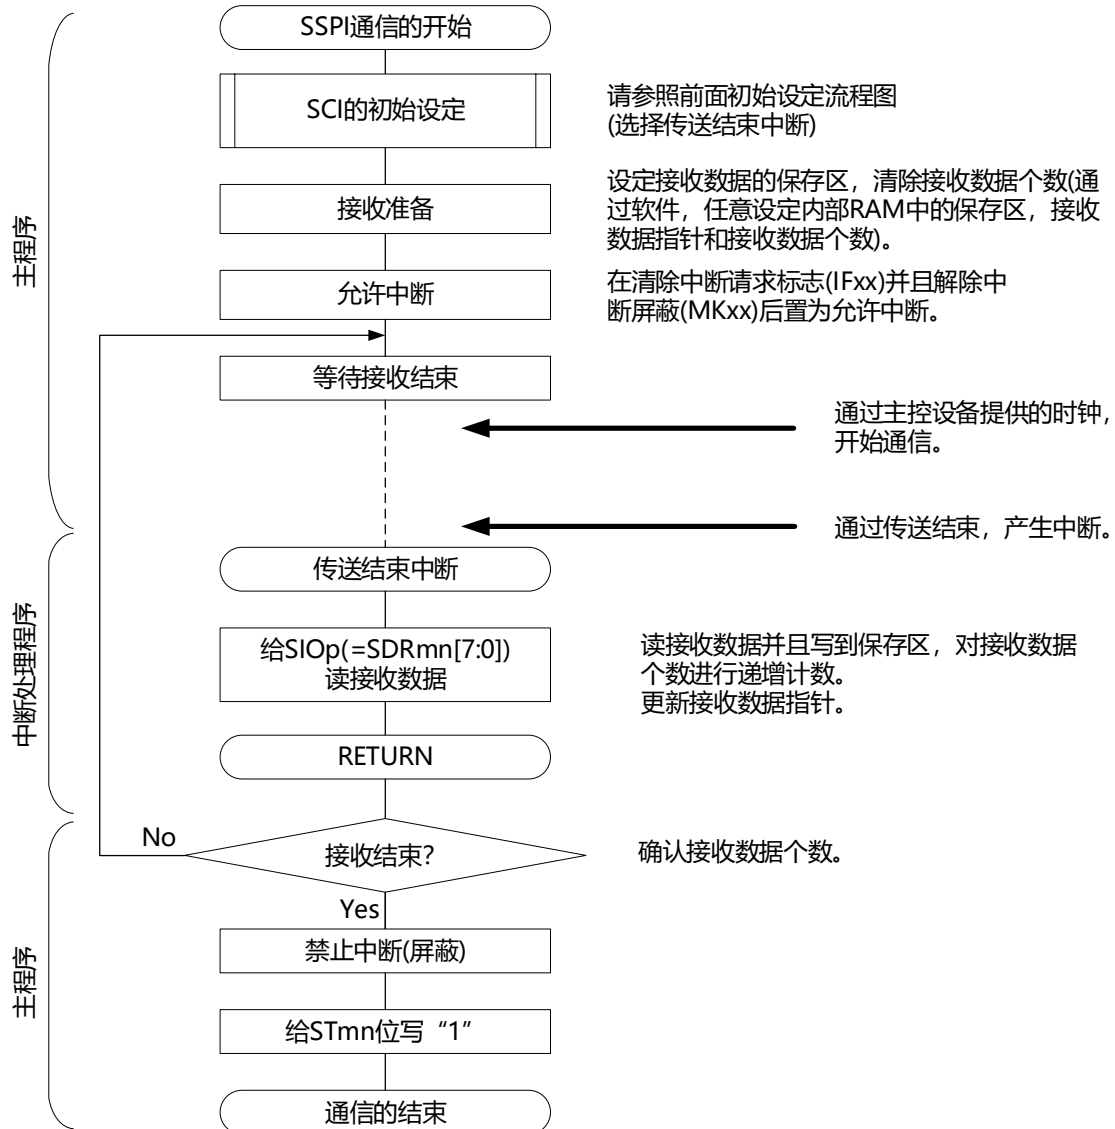 SSPI通信的开始
SCI的初始设定
请参照前面初始设定流程图
(选择传送结束中断)
接收准备
设定接收数据的保存区，清除接收数据个数(通
过软件，任意设定内部RAM中的保存区，接收
数据指针和接收数据个数)。
主程序
允许中断
在清除中断请求标志(IFxx)并且解除中
断屏蔽(MKxx)后置为允许中断。
等待接收结束
通过主控设备提供的时钟，
开始通信。
通过传送结束，产生中断。
传送结束中断
中断处理程序
给SIOp(=SDRmn[7:0])
读接收数据
读接收数据并且写到保存区，对接收数据
个数进行递增计数。
更新接收数据指针。
RETURN
No
接收结束?
确认接收数据个数。
Yes
禁止中断(屏蔽)
主程序
给STmn位写“1”
通信的结束